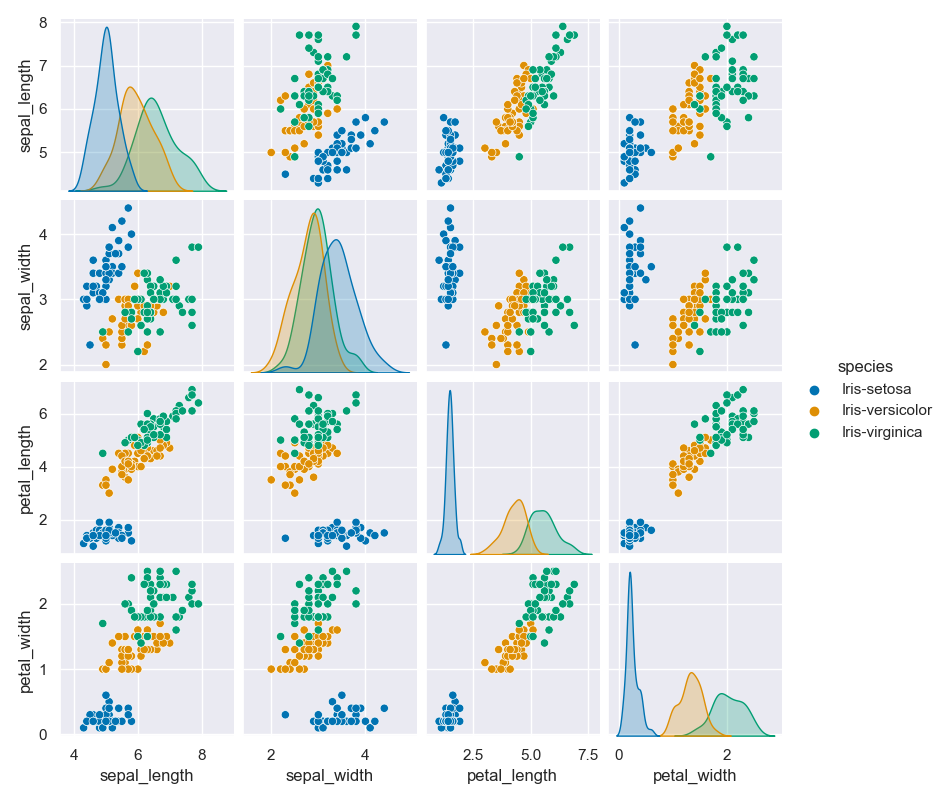 8
7
6
5
sepal_length
4
3
2
sepal_width
6
4
2
petal_length
2
1
0
petal_width
4 6 8
sepal_length
2 4
sepal_width
2.5 5.0 7.5
petal_length
0 2
petal_width
species
Iris-setosa
Iris-versicolor
Iris-virginica